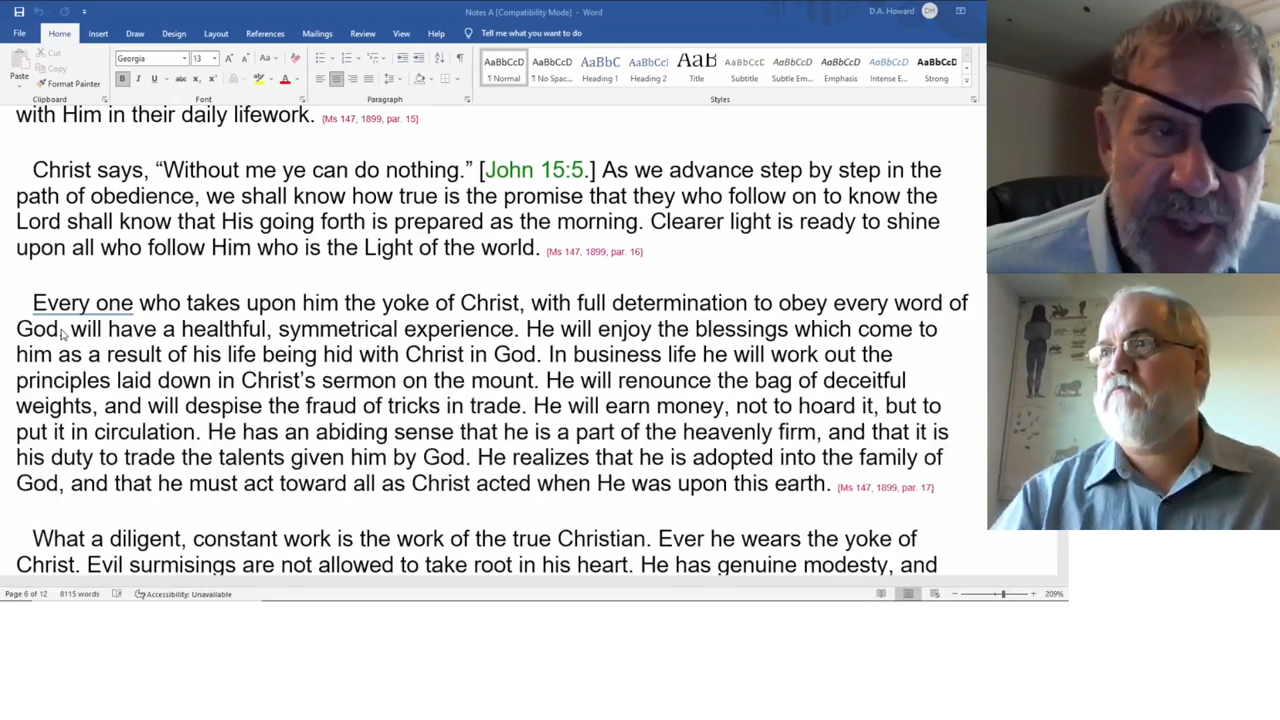 Notes A [Compatibility Mode] - Word
D.A. Howard DH
File Home Insert Draw Design Layout References Mailings Review View Help Tell me what you want to do
Paste
Cut
Copy
Format Painter
Georgia 13
AaBbCcD AaBbCcD AaBbC AaBbCcI AaB AaBbCcD AaBbCcD AaBbCcD AaBbCcD AaBbCcD
¶ Normal ¶ No Spac... Heading 1 Heading 2 Title Subtitle Subtle Em... Emphasis Intense E... Strong
Clipboard Font Paragraph Styles
with Him in their daily lifework. {Ms 147, 1899, par. 15}
Christ says, “Without me ye can do nothing.” [John 15:5.] As we advance step by step in the
path of obedience, we shall know how true is the promise that they who follow on to know the
Lord shall know that His going forth is prepared as the morning. Clearer light is ready to shine
upon all who follow Him who is the Light of the world. {Ms 147, 1899, par. 16}
Every one who takes upon him the yoke of Christ, with full determination to obey every word of
God, will have a healthful, symmetrical experience. He will enjoy the blessings which come to
him as a result of his life being hid with Christ in God. In business life he will work out the
principles laid down in Christ’s sermon on the mount. He will renounce the bag of deceitful
weights, and will despise the fraud of tricks in trade. He will earn money, not to hoard it, but to
put it in circulation. He has an abiding sense that he is a part of the heavenly firm, and that it is
his duty to trade the talents given him by God. He realizes that he is adopted into the family of
God, and that he must act toward all as Christ acted when He was upon this earth. {Ms 147, 1899, par. 17}
What a diligent, constant work is the work of the true Christian. Ever he wears the yoke of
Christ. Evil surmisings are not allowed to take root in his heart. He has genuine modesty, and
Page 6 of 12 8115 words Accessibility: Unavailable 209%